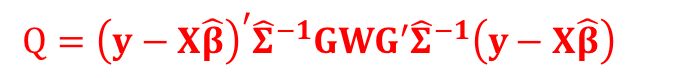 Q = (𝐲 − 𝐗𝛃̂)′𝚺̂⁻¹𝐆𝐖𝐆′𝚺̂⁻¹(𝐲 − 𝐗𝛃̂)